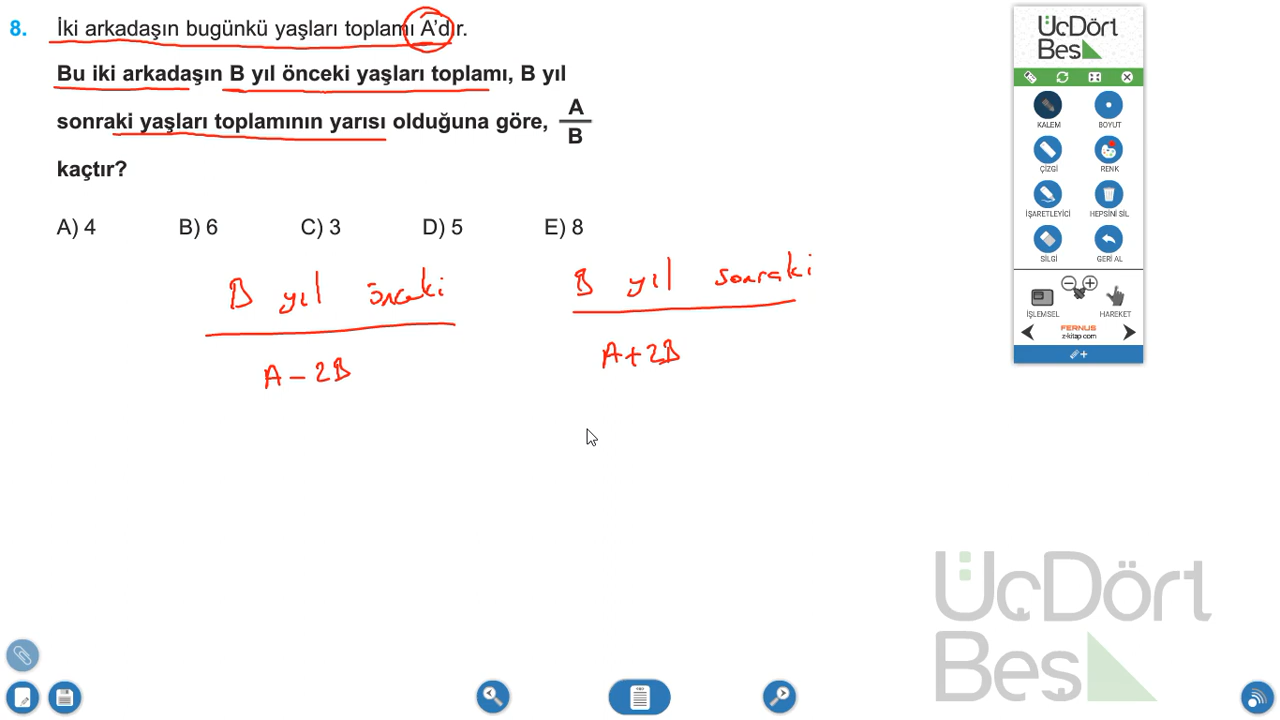 8. İki arkadaşın bugünkü yaşları toplamı A'dır.
Bu iki arkadaşın B yıl önceki yaşları toplamı, B yıl
sonraki yaşları toplamının yarısı olduğuna göre, A/B
kaçtır?
A) 4 B) 6 C) 3 D) 5 E) 8
B yıl önceki
A – 2B
B yıl sonraki
A + 2B
ÜçDört
Beş
KALEM BOYUT
ÇİZGİ RENK
İŞARETLEYİCİ HEPSİNİ SİL
SİLGİ GERİ AL
İŞLEMSEL HAREKET
FERNUS
z-kitap.com
ÜçDört
Beş